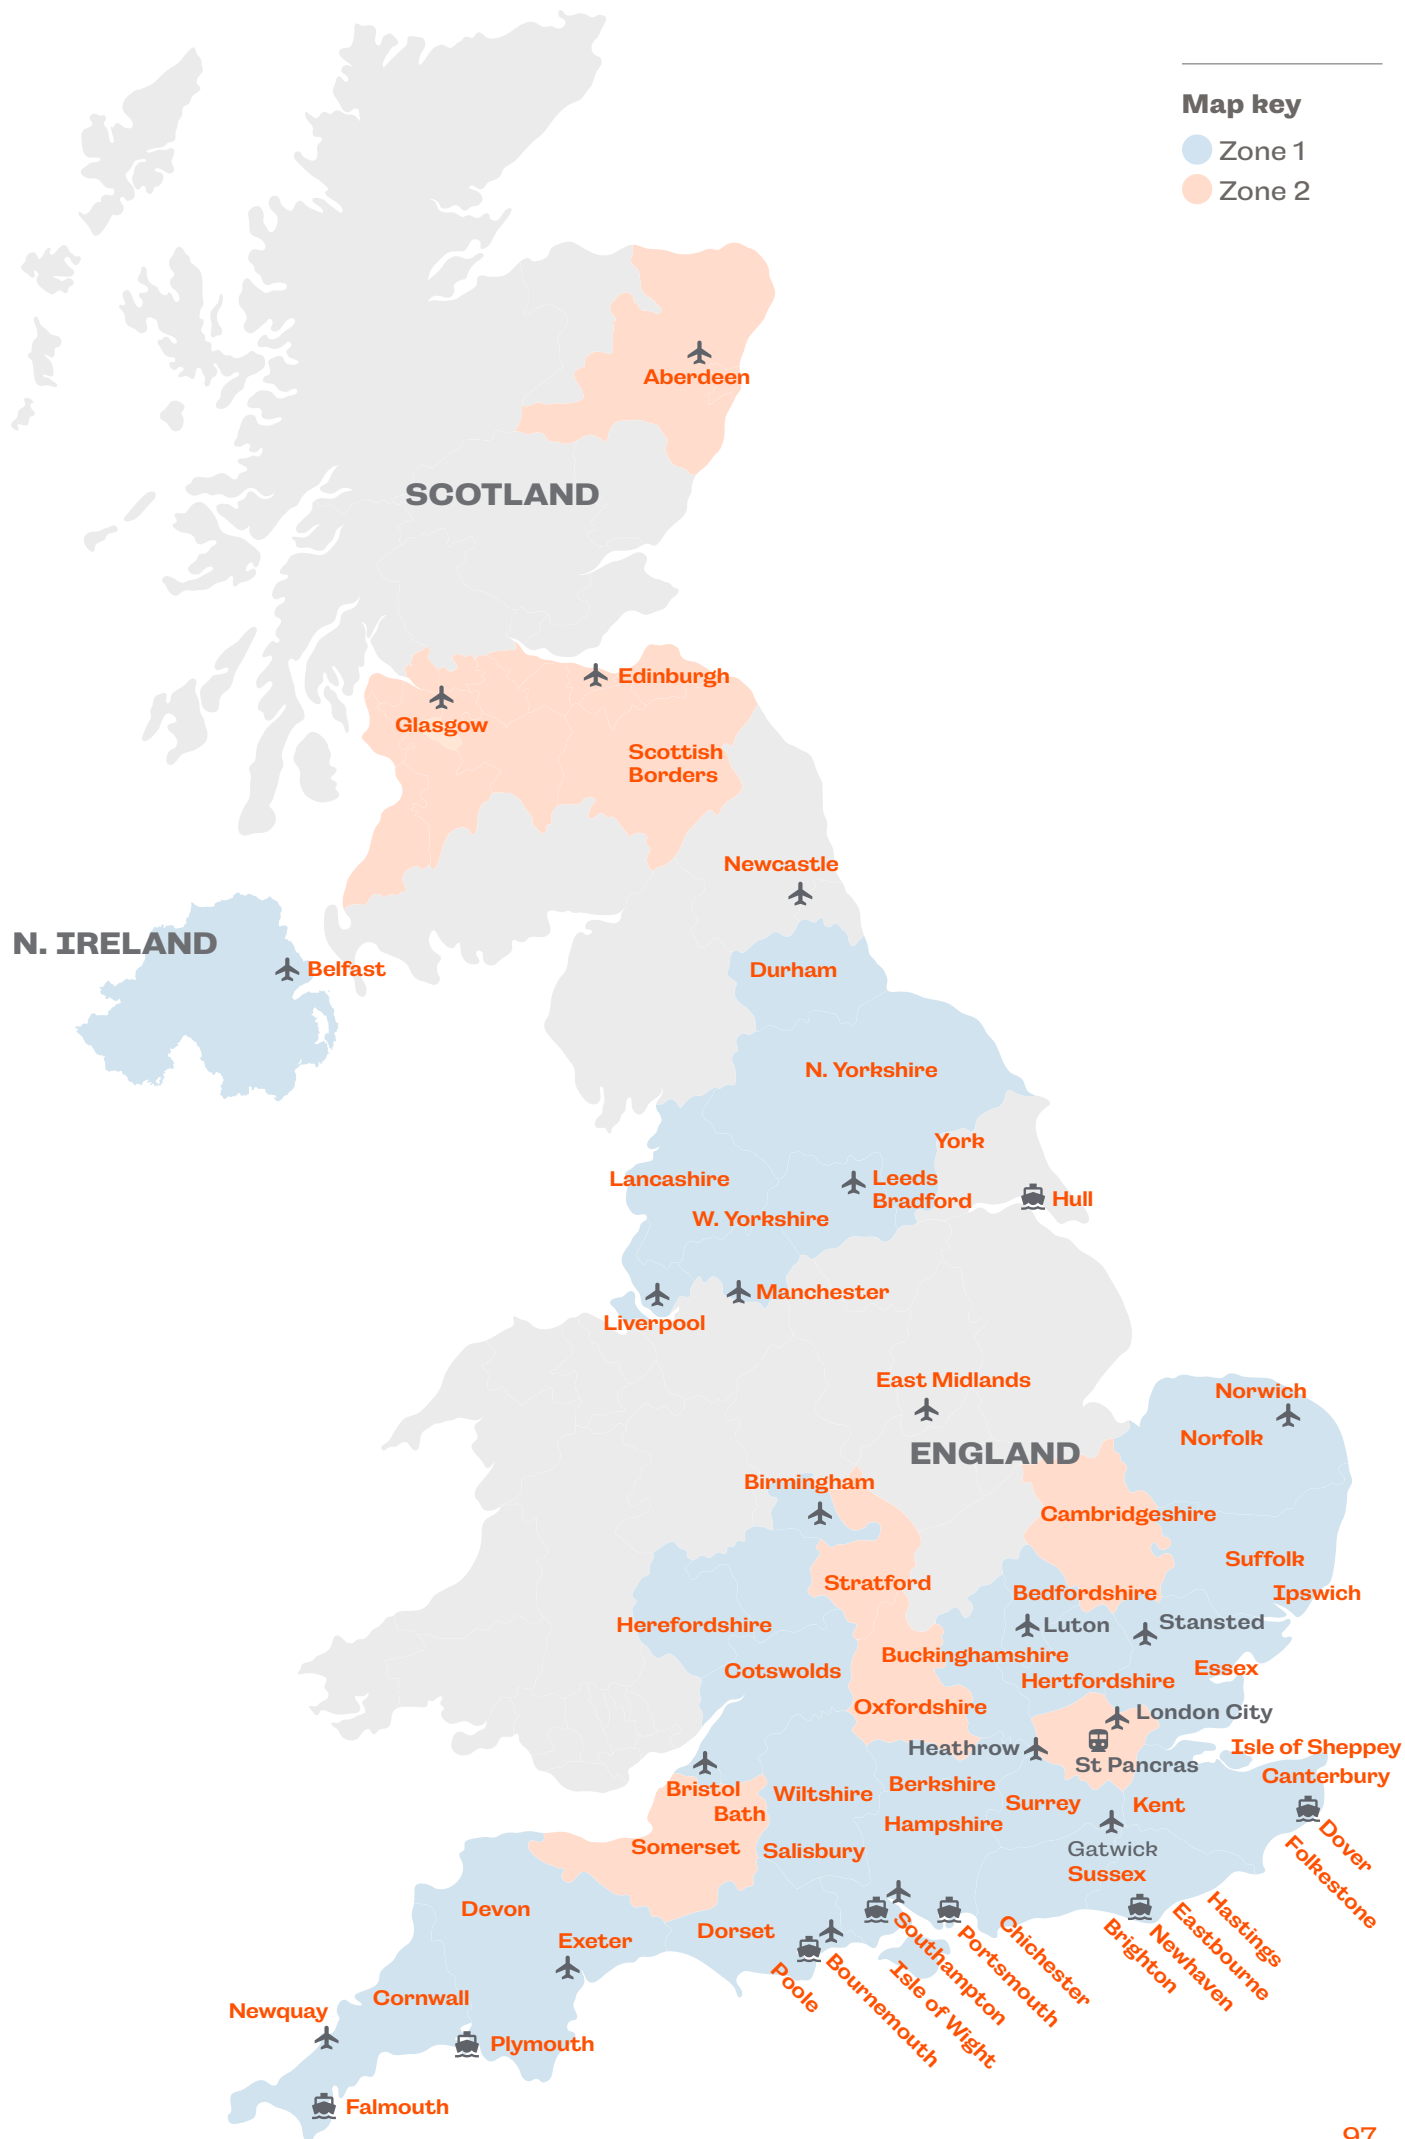 Map key
Zone 1
Zone 2
Aberdeen
SCOTLAND
Edinburgh
Glasgow
Scottish
Borders
Newcastle
N. IRELAND
Belfast
Durham
N. Yorkshire
York
Lancashire
Leeds
Bradford
Hull
W. Yorkshire
Manchester
Liverpool
East Midlands
Norwich
Norfolk
ENGLAND
Birmingham
Cambridgeshire
Suffolk
Stratford
Bedfordshire
Ipswich
Herefordshire
Luton
Stansted
Buckinghamshire
Cotswolds
Hertfordshire
Essex
Oxfordshire
London City
Heathrow
Isle of Sheppey
St Pancras
Canterbury
Bristol
Wiltshire
Berkshire
Surrey
Kent
Bath
Hampshire
Somerset
Salisbury
Gatwick
Sussex
Dover
Folkestone
Devon
Exeter
Dorset
Poole
Bournemouth
Southampton
Isle of Wight
Portsmouth
Chichester
Brighton
Newhaven
Eastbourne
Hastings
Cornwall
Newquay
Plymouth
Falmouth
97